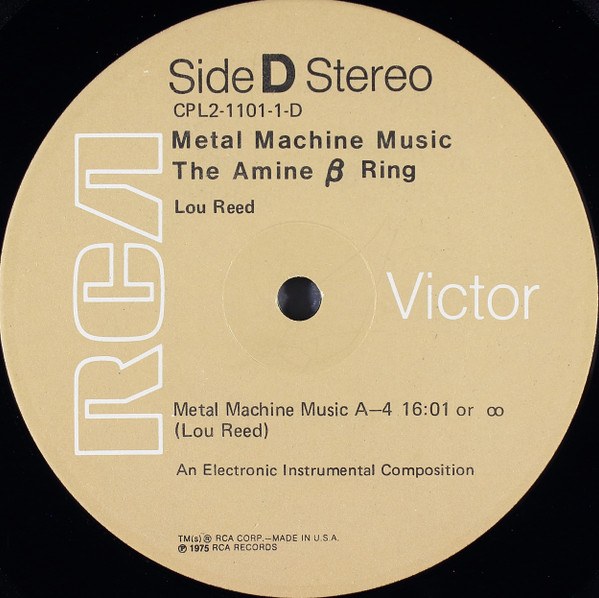 Side D Stereo
CPL2-1101-1-D
Metal Machine Music
The Amine β Ring
Lou Reed
RCA
Victor
Metal Machine Music A–4 16:01 or ∞
(Lou Reed)
An Electronic Instrumental Composition
TM(s) ® RCA CORP.—MADE IN U.S.A.
℗ 1975 RCA RECORDS